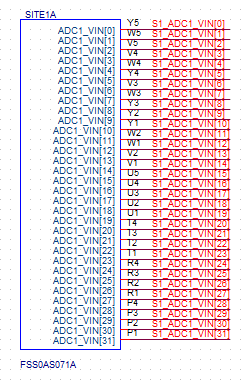 SITE1A
ADC1_VIN[0] Y5 S1_ADC1_VIN[0]
ADC1_VIN[1] W5 S1_ADC1_VIN[1]
ADC1_VIN[2] V5 S1_ADC1_VIN[2]
ADC1_VIN[3] V4 S1_ADC1_VIN[3]
ADC1_VIN[4] W4 S1_ADC1_VIN[4]
ADC1_VIN[5] Y4 S1_ADC1_VIN[5]
ADC1_VIN[6] V3 S1_ADC1_VIN[6]
ADC1_VIN[7] W3 S1_ADC1_VIN[7]
ADC1_VIN[8] Y3 S1_ADC1_VIN[8]
ADC1_VIN[9] Y2 S1_ADC1_VIN[9]
ADC1_VIN[10] Y1 S1_ADC1_VIN[10]
ADC1_VIN[11] W2 S1_ADC1_VIN[11]
ADC1_VIN[12] W1 S1_ADC1_VIN[12]
ADC1_VIN[13] V2 S1_ADC1_VIN[13]
ADC1_VIN[14] V1 S1_ADC1_VIN[14]
ADC1_VIN[15] U5 S1_ADC1_VIN[15]
ADC1_VIN[16] U4 S1_ADC1_VIN[16]
ADC1_VIN[17] U3 S1_ADC1_VIN[17]
ADC1_VIN[18] U2 S1_ADC1_VIN[18]
ADC1_VIN[19] U1 S1_ADC1_VIN[19]
ADC1_VIN[20] T4 S1_ADC1_VIN[20]
ADC1_VIN[21] T3 S1_ADC1_VIN[21]
ADC1_VIN[22] T2 S1_ADC1_VIN[22]
ADC1_VIN[23] T1 S1_ADC1_VIN[23]
ADC1_VIN[24] R4 S1_ADC1_VIN[24]
ADC1_VIN[25] R3 S1_ADC1_VIN[25]
ADC1_VIN[26] R2 S1_ADC1_VIN[26]
ADC1_VIN[27] R1 S1_ADC1_VIN[27]
ADC1_VIN[28] P4 S1_ADC1_VIN[28]
ADC1_VIN[29] P3 S1_ADC1_VIN[29]
ADC1_VIN[30] P2 S1_ADC1_VIN[30]
ADC1_VIN[31] P1 S1_ADC1_VIN[31]
FSS0AS071A